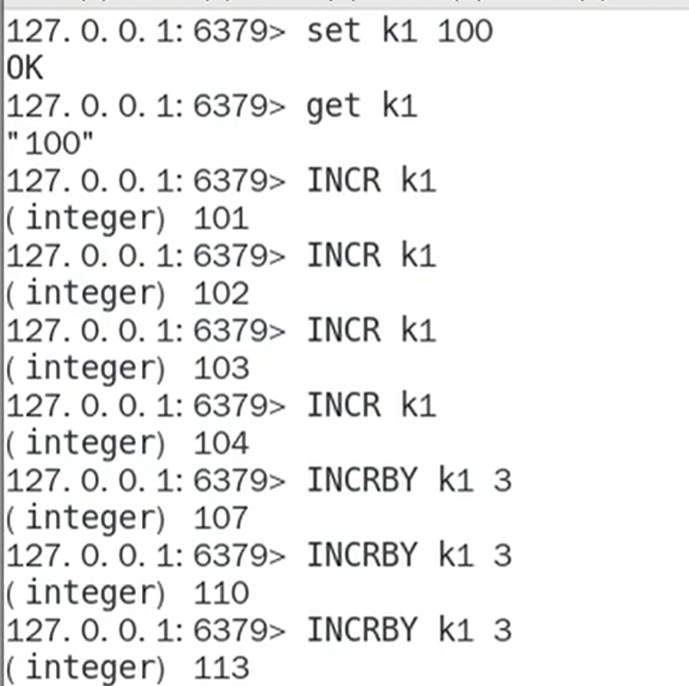 127.0.0.1:6379> set k1 100
OK
127.0.0.1:6379> get k1
"100"
127.0.0.1:6379> INCR k1
(integer) 101
127.0.0.1:6379> INCR k1
(integer) 102
127.0.0.1:6379> INCR k1
(integer) 103
127.0.0.1:6379> INCR k1
(integer) 104
127.0.0.1:6379> INCRBY k1 3
(integer) 107
127.0.0.1:6379> INCRBY k1 3
(integer) 110
127.0.0.1:6379> INCRBY k1 3
(integer) 113